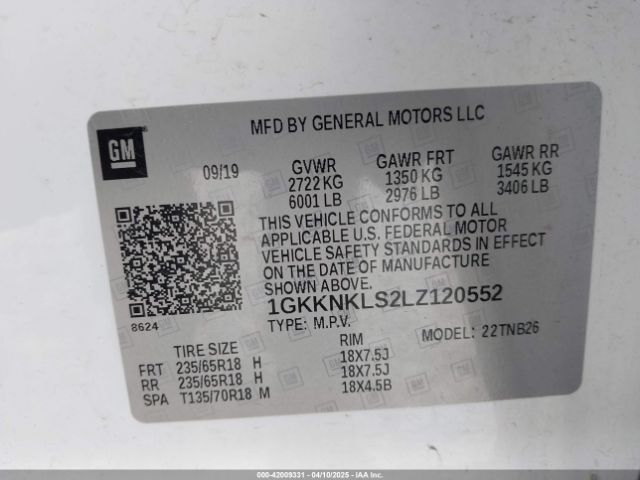 MFD BY GENERAL MOTORS LLC
GM
09/19 GVWR GAWR FRT GAWR RR
2722 KG 1350 KG 1545 KG
6001 LB 2976 LB 3406 LB
THIS VEHICLE CONFORMS TO ALL
APPLICABLE U.S. FEDERAL MOTOR
VEHICLE SAFETY STANDARDS IN EFFECT
ON THE DATE OF MANUFACTURE
SHOWN ABOVE.
1GKKNKLS2LZ120552
8624
TYPE: M.P.V. MODEL: 22TNB26
TIRE SIZE RIM
FRT 235/65R18 H 18X7.5J
RR 235/65R18 H 18X7.5J
SPA T135/70R18 M 18X4.5B
000-42009331 - 04/10/2025 - IAA Inc.